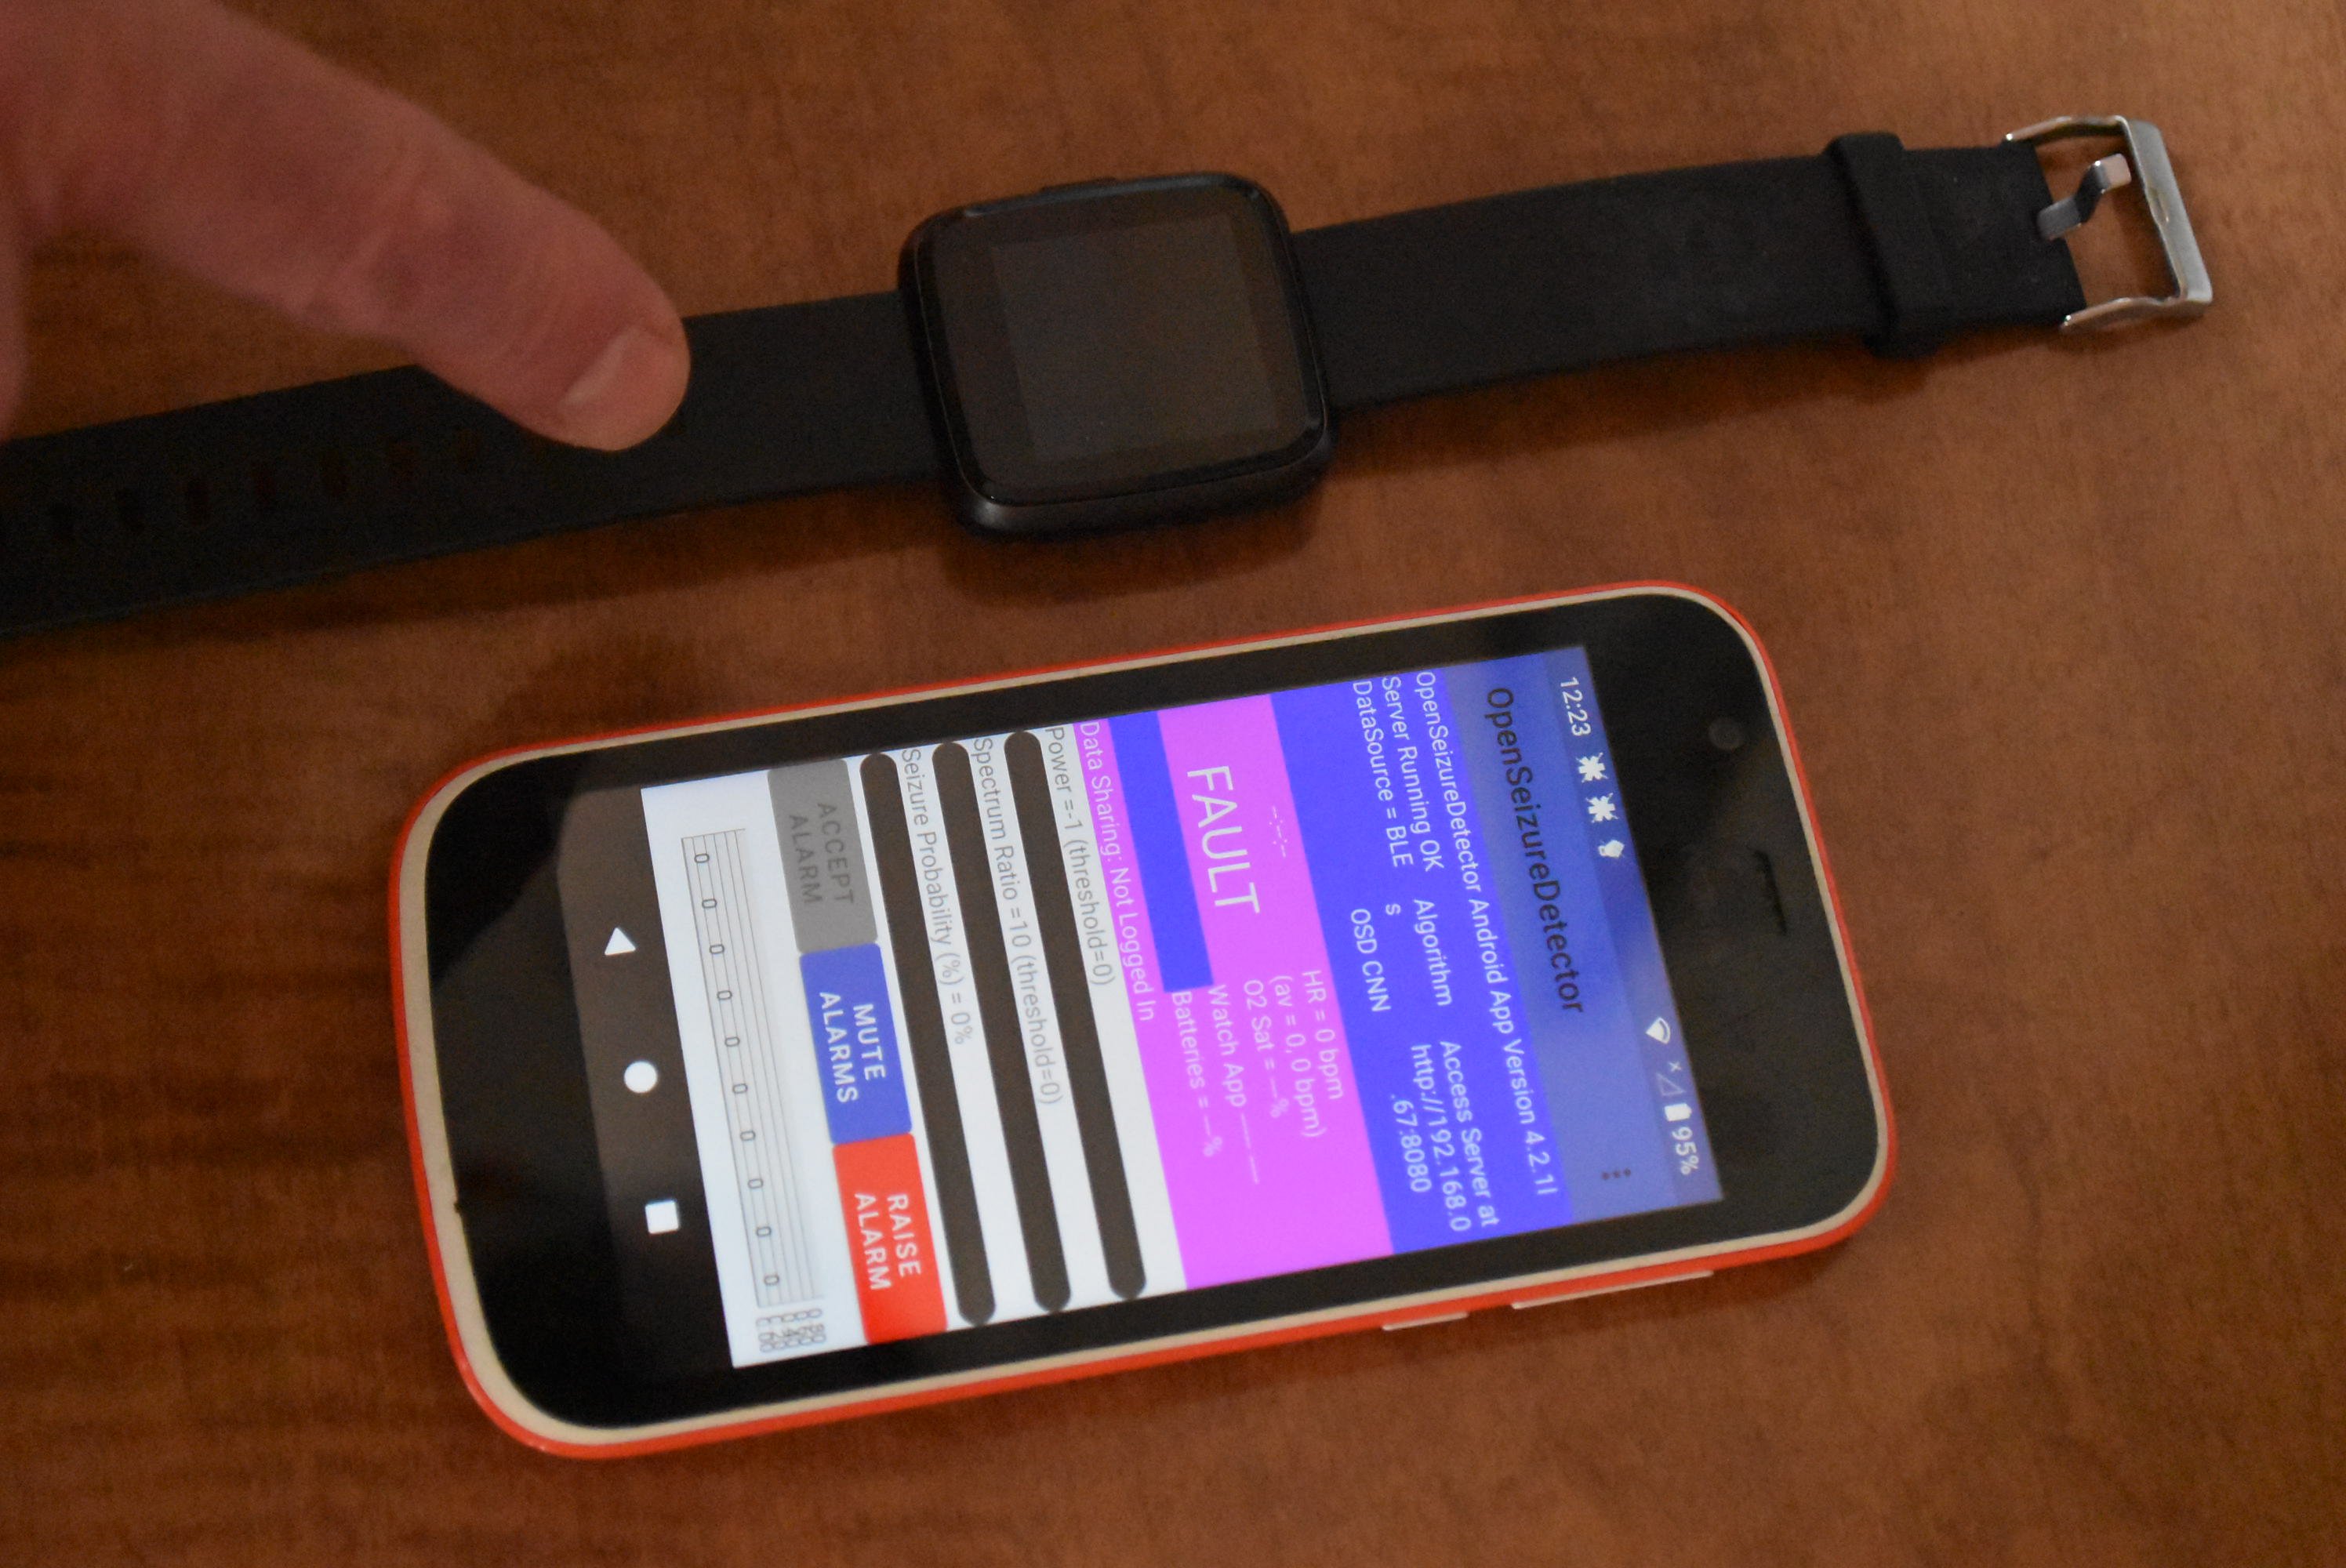 12:23 95%
OpenSeizureDetector
OpenSeizureDetector Android App Version 4.2.1l
Server Running OK
DataSource = BLE
Algorithm
s
OSD CNN
Access Server at
http://192.168.0
.67:8080
--:--:--
FAULT
HR = 0 bpm
(av = 0, 0 bpm)
O2 Sat = ---%
Watch App ---- ----
Batteries = ---%
Data Sharing: Not Logged In
Power =-1 (threshold=0)
Spectrum Ratio =10 (threshold=0)
Seizure Probability (%) = 0%
ACCEPT
ALARM
MUTE
ALARMS
RAISE
ALARM
0 0 0 0 0 0 0 0 0 0